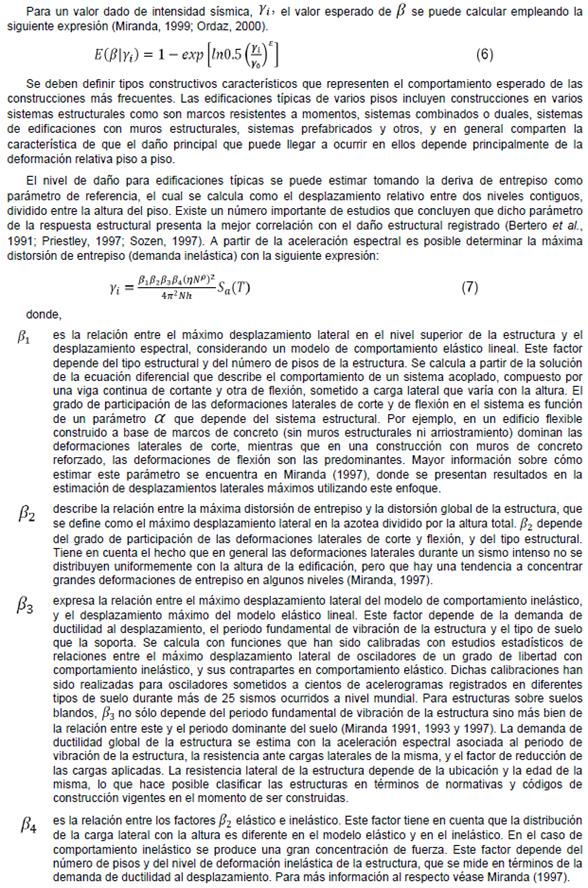 Para un valor dado de intensidad sísmica, γi, el valor esperado de β se puede calcular empleando la
siguiente expresión (Miranda, 1999; Ordaz, 2000).
E(β|γi) = 1 − exp [ln0.5 (γi/γ0)^ε] (6)
Se deben definir tipos constructivos característicos que representen el comportamiento esperado de las
construcciones más frecuentes. Las edificaciones típicas de varios pisos incluyen construcciones en varios
sistemas estructurales como son marcos resistentes a momentos, sistemas combinados o duales, sistemas
de edificaciones con muros estructurales, sistemas prefabricados y otros, y en general comparten la
característica de que el daño principal que puede llegar a ocurrir en ellos depende principalmente de la
deformación relativa piso a piso.
El nivel de daño para edificaciones típicas se puede estimar tomando la deriva de entrepiso como
parámetro de referencia, el cual se calcula como el desplazamiento relativo entre dos niveles contiguos,
dividido entre la altura del piso. Existe un número importante de estudios que concluyen que dicho parámetro
de la respuesta estructural presenta la mejor correlación con el daño estructural registrado (Bertero et al.,
1991; Priestley, 1997; Sozen, 1997). A partir de la aceleración espectral es posible determinar la máxima
distorsión de entrepiso (demanda inelástica) con la siguiente expresión:
γi = β1β2β3β4(ηN^ρ)²/4π²Nh Sa(T) (7)
donde,
β1 es la relación entre el máximo desplazamiento lateral en el nivel superior de la estructura y el
desplazamiento espectral, considerando un modelo de comportamiento elástico lineal. Este factor
depende del tipo estructural y del número de pisos de la estructura. Se calcula a partir de la solución
de la ecuación diferencial que describe el comportamiento de un sistema acoplado, compuesto por
una viga continua de cortante y otra de flexión, sometido a carga lateral que varía con la altura. El
grado de participación de las deformaciones laterales de corte y de flexión en el sistema es función
de un parámetro α que depende del sistema estructural. Por ejemplo, en un edificio flexible
construido a base de marcos de concreto (sin muros estructurales ni arriostramiento) dominan las
deformaciones laterales de corte, mientras que en una construcción con muros de concreto
reforzado, las deformaciones de flexión son las predominantes. Mayor información sobre cómo
estimar este parámetro se encuentra en Miranda (1997), donde se presentan resultados en la
estimación de desplazamientos laterales máximos utilizando este enfoque.
β2 describe la relación entre la máxima distorsión de entrepiso y la distorsión global de la estructura, que
se define como el máximo desplazamiento lateral en la azotea dividido por la altura total. β2 depende
del grado de participación de las deformaciones laterales de corte y flexión, y del tipo estructural.
Tiene en cuenta el hecho que en general las deformaciones laterales durante un sismo intenso no se
distribuyen uniformemente con la altura de la edificación, pero que hay una tendencia a concentrar
grandes deformaciones de entrepiso en algunos niveles (Miranda, 1997).
β3 expresa la relación entre el máximo desplazamiento lateral del modelo de comportamiento inelástico,
y el desplazamiento máximo del modelo elástico lineal. Este factor depende de la demanda de
ductilidad al desplazamiento, el periodo fundamental de vibración de la estructura y el tipo de suelo
que la soporta. Se calcula con funciones que han sido calibradas con estudios estadísticos de
relaciones entre el máximo desplazamiento lateral de osciladores de un grado de libertad con
comportamiento inelástico, y sus contrapartes en comportamiento elástico. Dichas calibraciones han
sido realizadas para osciladores sometidos a cientos de acelerogramas registrados en diferentes
tipos de suelo durante más de 25 sismos ocurridos a nivel mundial. Para estructuras sobre suelos
blandos, β3 no sólo depende del periodo fundamental de vibración de la estructura sino más bien de
la relación entre este y el periodo dominante del suelo (Miranda 1991, 1993 y 1997). La demanda de
ductilidad global de la estructura se estima con la aceleración espectral asociada al periodo de
vibración de la estructura, la resistencia ante cargas laterales de la misma, y el factor de reducción de
las cargas aplicadas. La resistencia lateral de la estructura depende de la ubicación y la edad de la
misma, lo que hace posible clasificar las estructuras en términos de normativas y códigos de
construcción vigentes en el momento de ser construidas.
β4 es la relación entre los factores β2 elástico e inelástico. Este factor tiene en cuenta que la distribución
de la carga lateral con la altura es diferente en el modelo elástico y en el inelástico. En el caso de
comportamiento inelástico se produce una gran concentración de fuerza. Este factor depende del
número de pisos y del nivel de deformación inelástica de la estructura, que se mide en términos de la
demanda de ductilidad al desplazamiento. Para más información al respecto véase Miranda (1997).